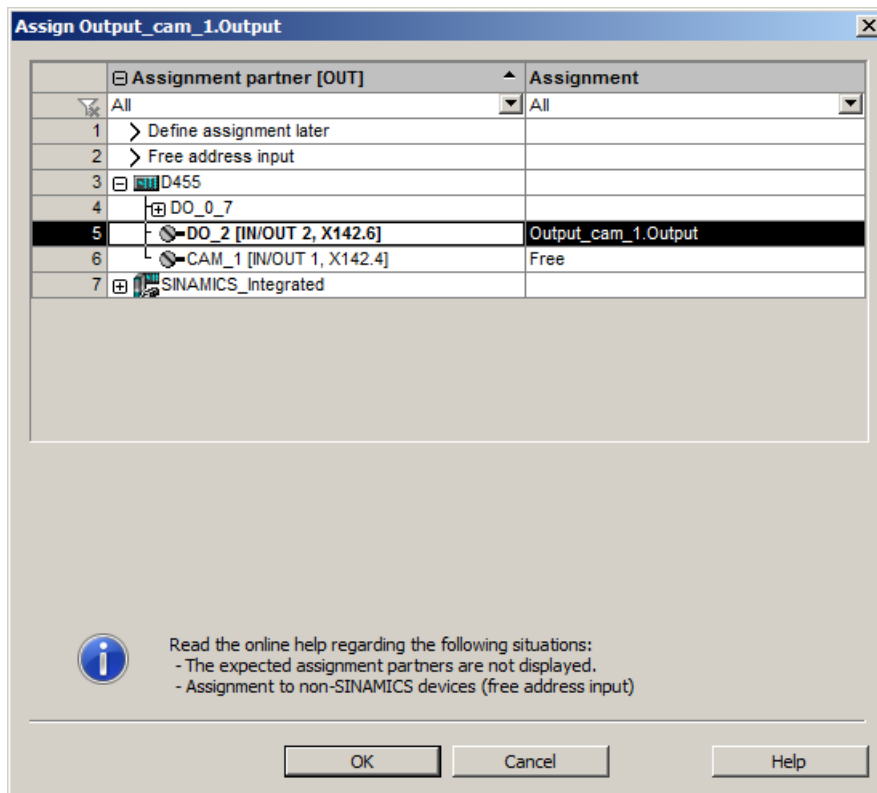 Assign Output_cam_1.Output
Assignment partner [OUT] Assignment
All All
1 Define assignment later
2 Free address input
3 D455
4 DO_0_7
5 DO_2 [IN/OUT 2, X142.6] Output_cam_1.Output
6 CAM_1 [IN/OUT 1, X142.4] Free
7 SINAMICS_Integrated
Read the online help regarding the following situations:
- The expected assignment partners are not displayed.
- Assignment to non-SINAMICS devices (free address input)
OK Cancel Help